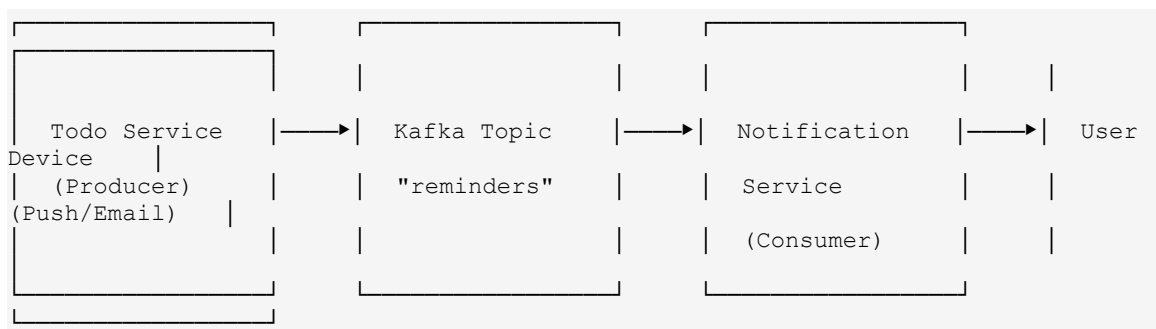 Todo Service Kafka Topic Notification User
Device
(Producer) "reminders" Service
(Push/Email)
(Consumer)